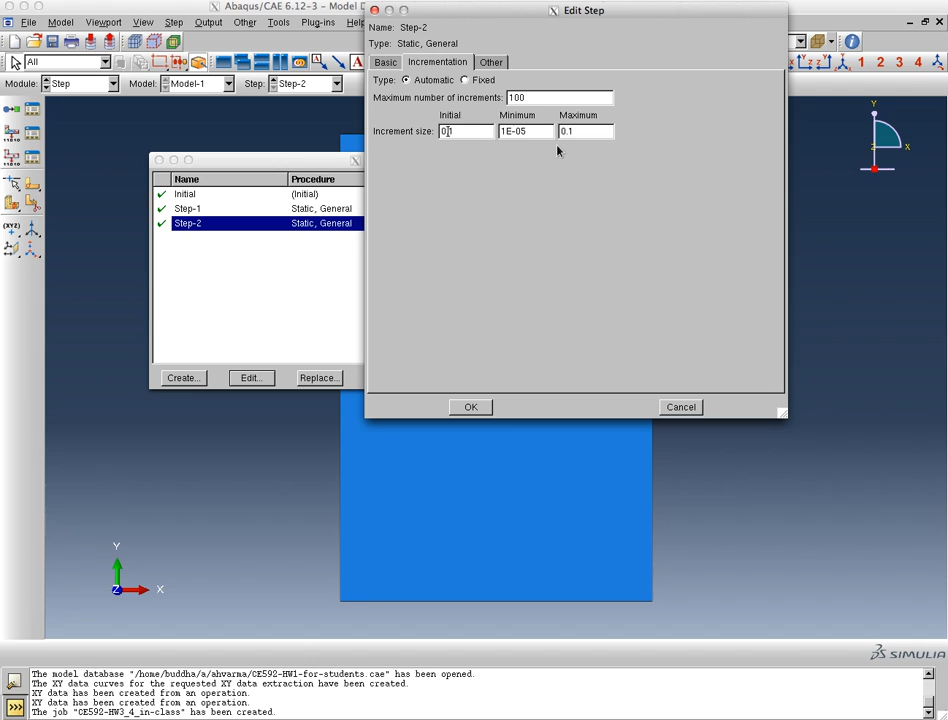 Abaqus/CAE 6.12-3 - Model D
File Model Viewport View Step Output Other Tools Plug-ins Help
Edit Step
Name: Step-2
Type: Static, General
All
Basic Incrementation Other
1 2 3 4
Module: Step Model: Model-1 Step: Step-2
Type: Automatic Fixed
Maximum number of increments: 100
Initial Minimum Maximum
Increment size: 0.1 1E-05 0.1
Name Procedure
Initial (Initial)
Step-1 Static, General
Step-2 Static, General
Create... Edit... Replace...
OK Cancel
Y
X
Z
(XYZ)
Y
Z X
SIMULIA
The model database "/home/buddha/a/ahvarma/CE592-HW1-for-students.cae" has been opened.
The XY data curves for the requested XY data extraction have been created.
XY data has been created from an operation.
XY data has been created from an operation.
The job "CE592-HW3_4_in-class" has been created.
>>>